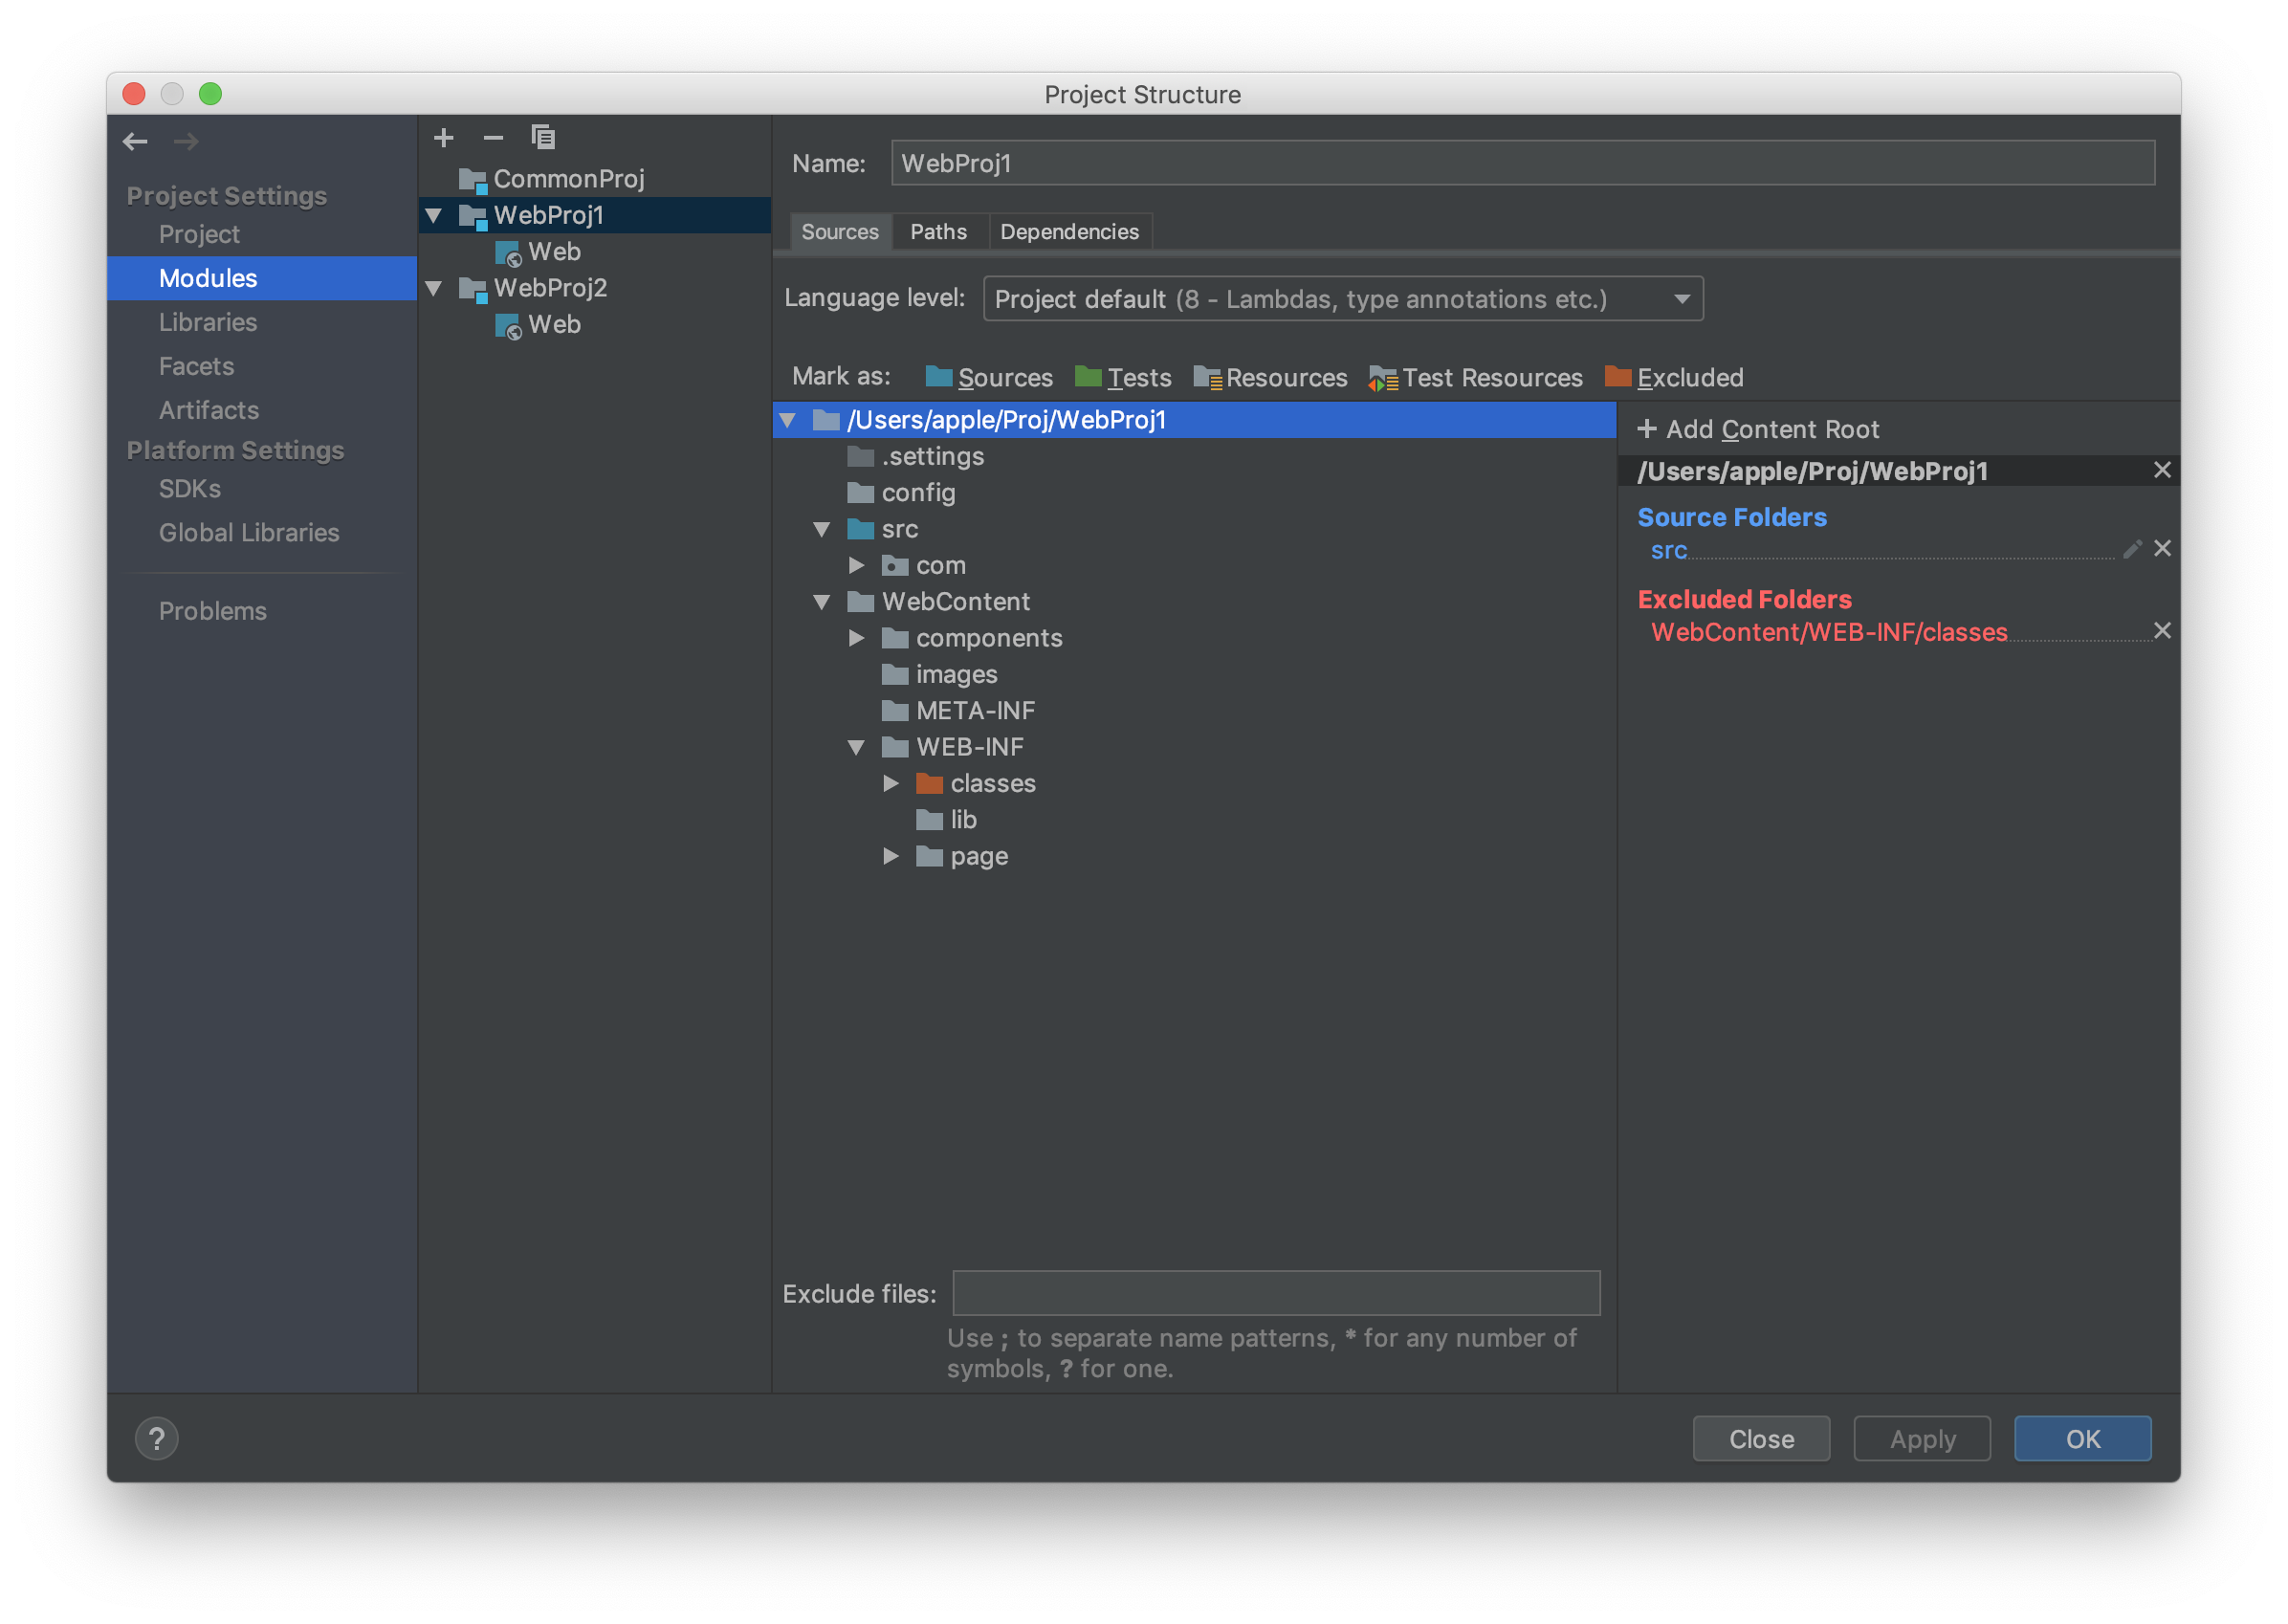 Project Structure
Project Settings
Project
Modules
Libraries
Facets
Artifacts
Platform Settings
SDKs
Global Libraries
Problems
CommonProj
WebProj1
Web
WebProj2
Web
Name: WebProj1
Sources Paths Dependencies
Language level: Project default (8 - Lambdas, type annotations etc.)
Mark as: Sources Tests Resources Test Resources Excluded
/Users/apple/Proj/WebProj1
.settings
config
src
com
WebContent
components
images
META-INF
WEB-INF
classes
lib
page
+ Add Content Root
/Users/apple/Proj/WebProj1
Source Folders
src
Excluded Folders
WebContent/WEB-INF/classes
Exclude files:
Use ; to separate name patterns, * for any number of
symbols, ? for one.
? Close Apply OK